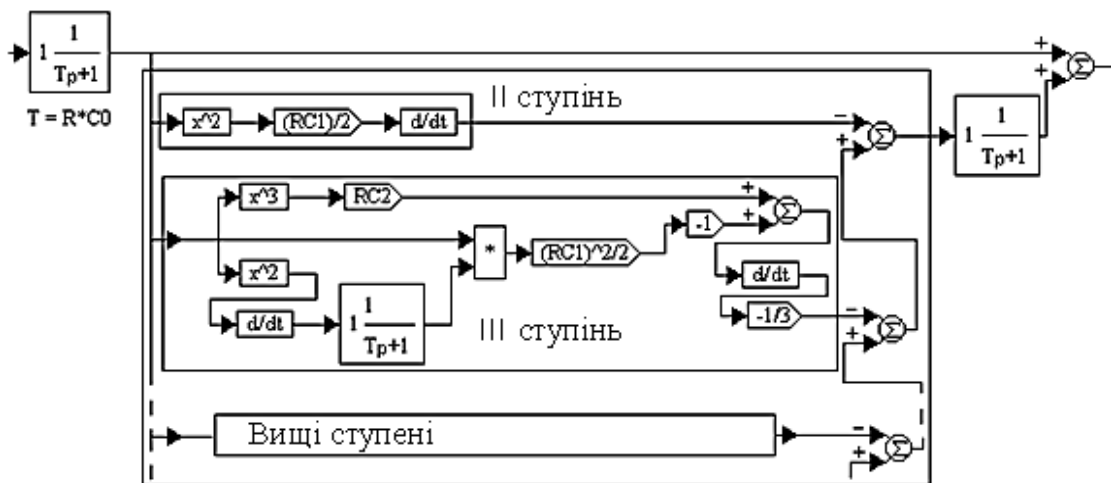 1 1/(Tp+1)
T = R*C0
+
+
Σ
II ступінь
x^2
(RC1)/2
d/dt
-
+
Σ
1 1/(Tp+1)
x^3
RC2
+
+
Σ
-1
*
(RC1)^2/2
x^2
d/dt
d/dt
1 1/(Tp+1)
III ступінь
-1/3
-
+
Σ
Вищі ступені
-
+
Σ